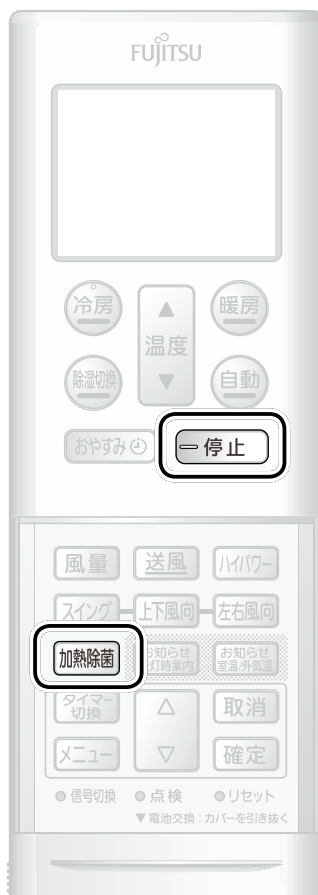 FUJITSU
冷房
暖房
温度
除湿切換
自動
おやすみ
停止
風量
送風
ハイパワー
スイング
上下風向
左右風向
加熱除菌
お知らせ
灯時案内
お知らせ
室温/外気温
タイマー
切換
取消
メニュー
確定
信号切換
点検
リセット
▼電池交換:カバーを引き抜く